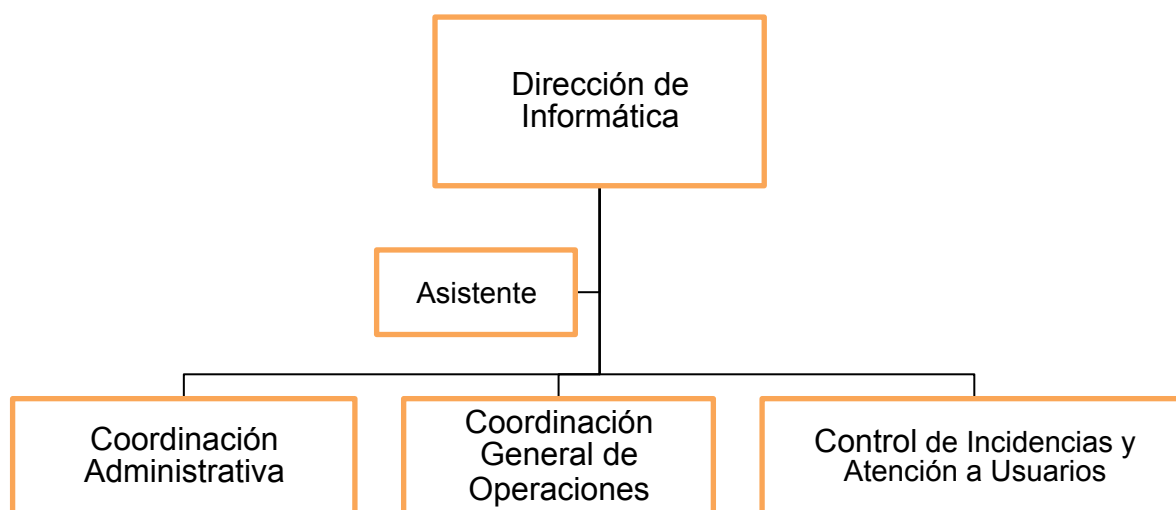 Dirección de
Informática
Asistente
Coordinación
Administrativa
Coordinación
General de
Operaciones
Control de Incidencias y
Atención a Usuarios